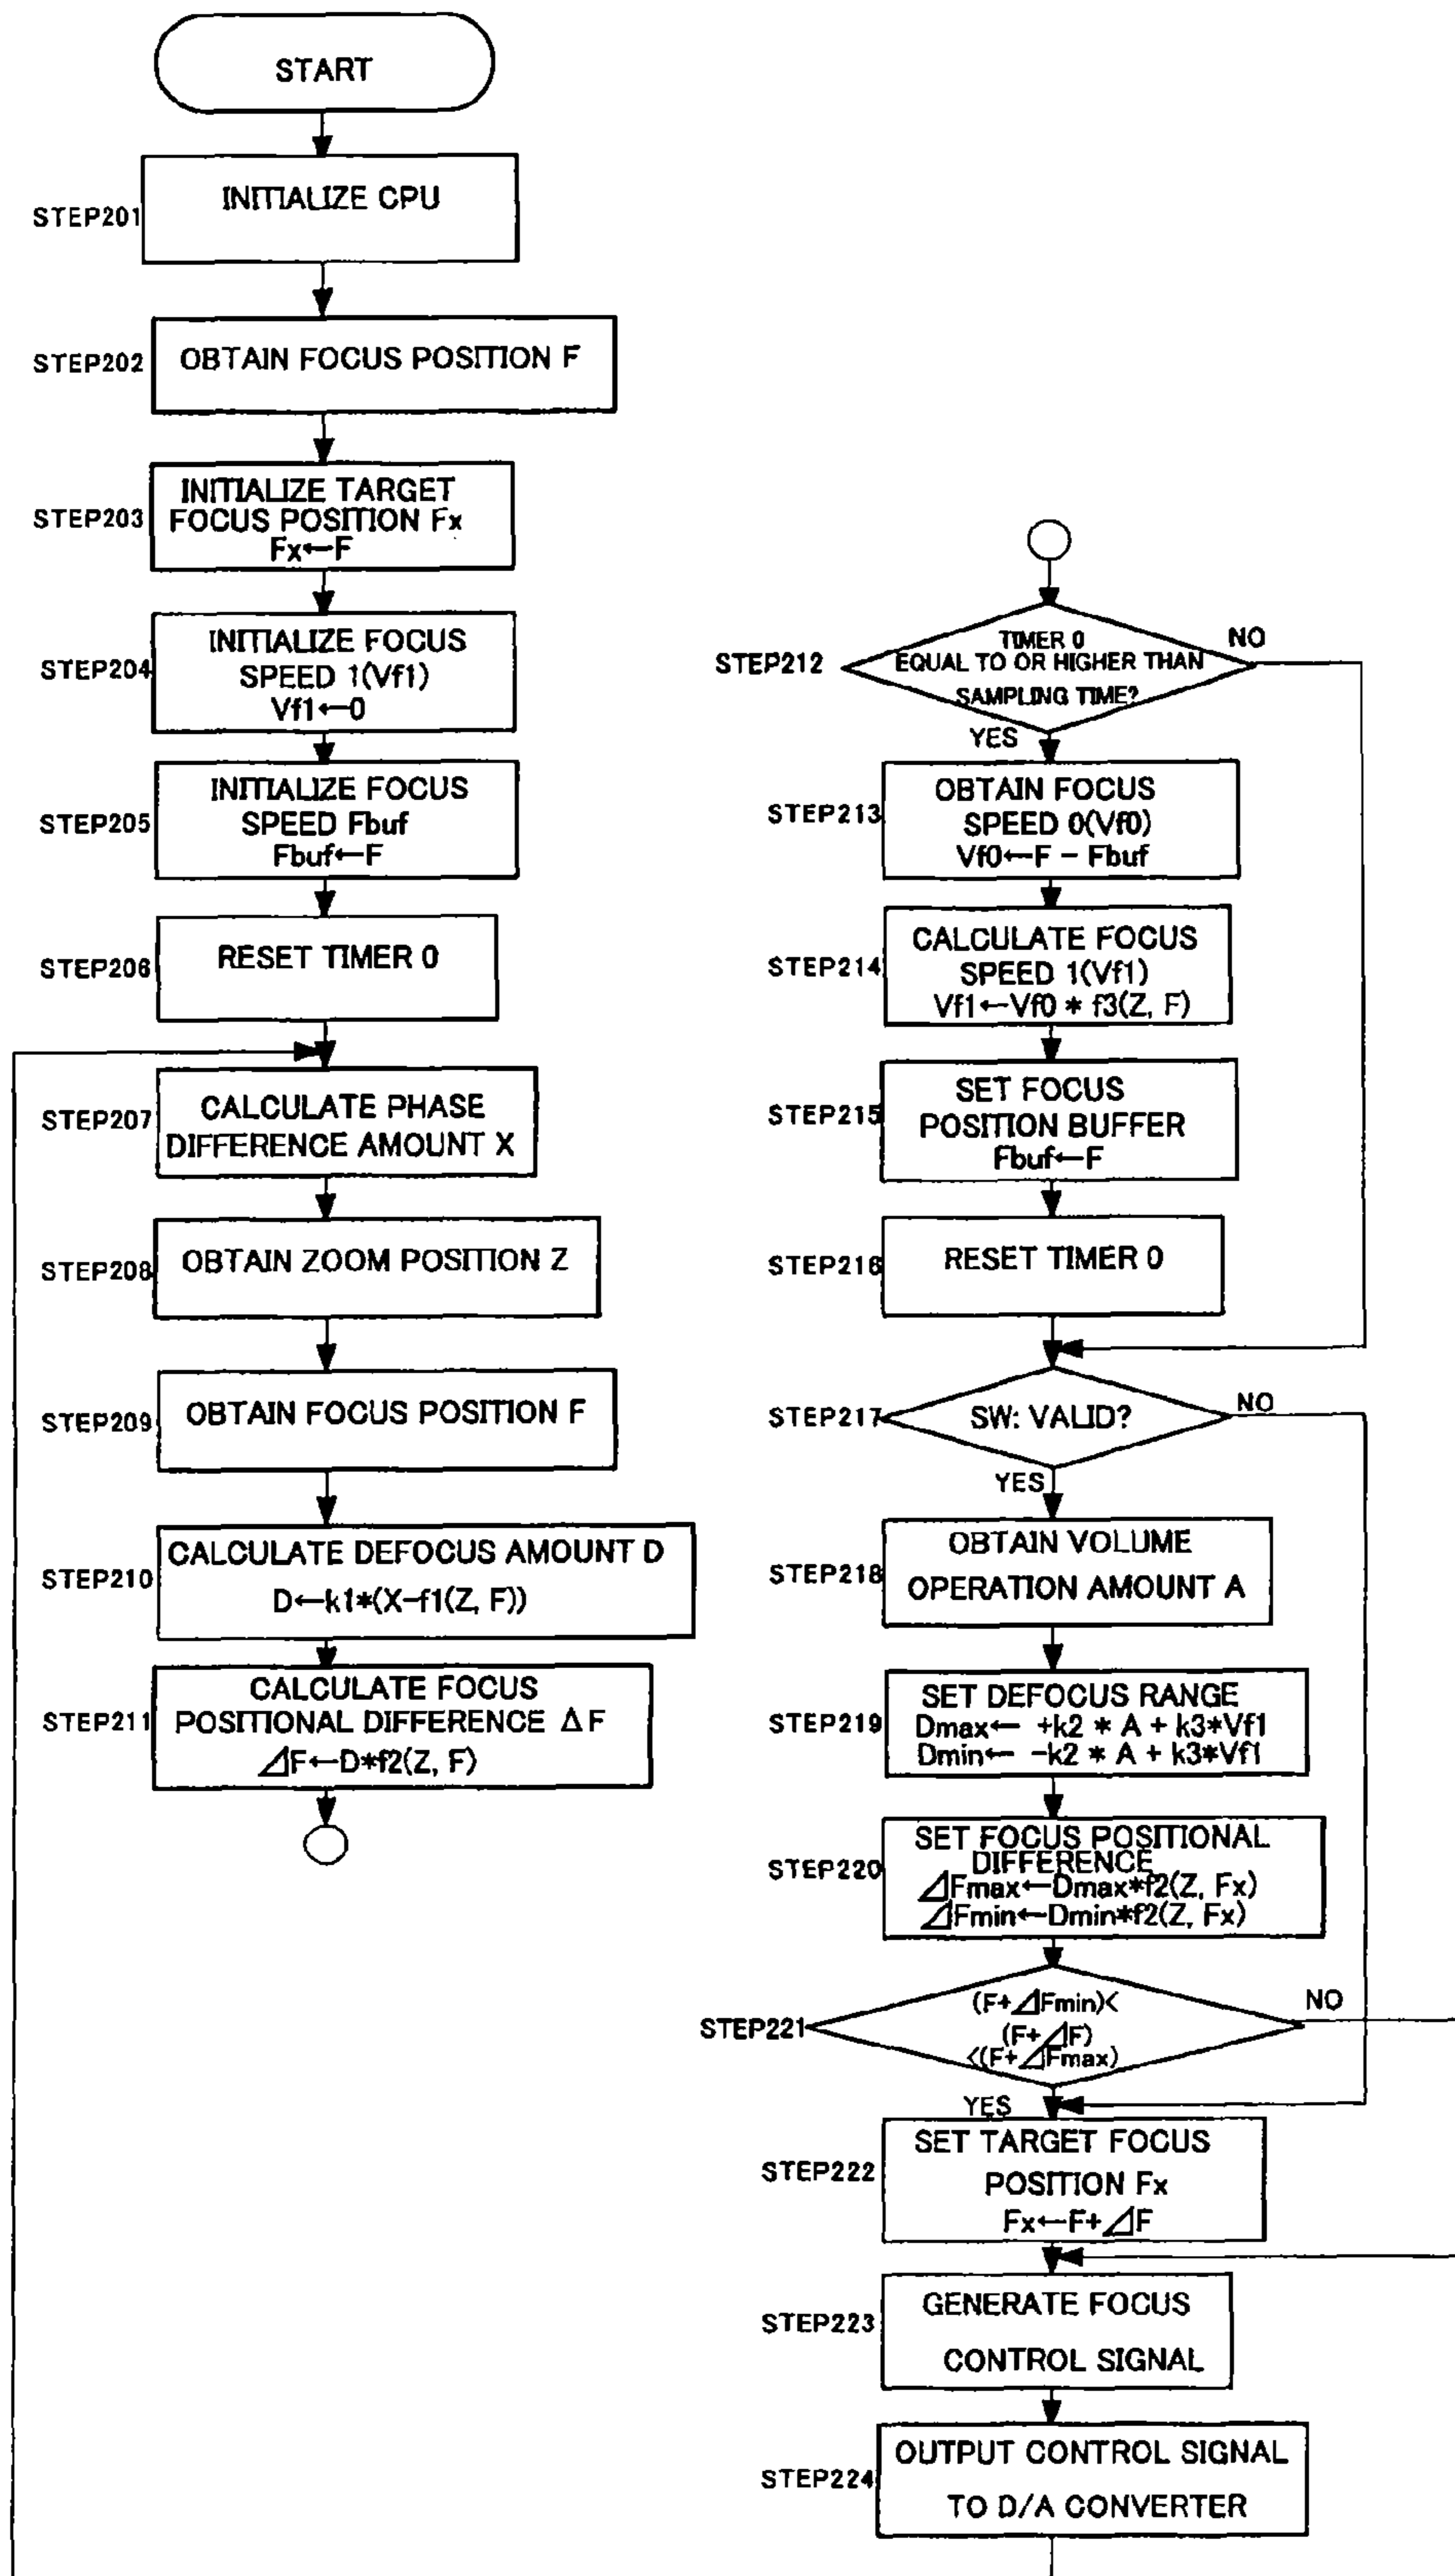 START
STEP201
INITIALIZE CPU
STEP202
OBTAIN FOCUS POSITION F
STEP203
INITIALIZE TARGET
FOCUS POSITION Fx
Fx←F
STEP204
INITIALIZE FOCUS
SPEED 1(Vf1)
Vf1←0
STEP205
INITIALIZE FOCUS
SPEED Fbuf
Fbuf←F
STEP206
RESET TIMER 0
STEP207
CALCULATE PHASE
DIFFERENCE AMOUNT X
STEP208
OBTAIN ZOOM POSITION Z
STEP209
OBTAIN FOCUS POSITION F
STEP210
CALCULATE DEFOCUS AMOUNT D
D←k1*(X-f1(Z, F))
STEP211
CALCULATE FOCUS
POSITIONAL DIFFERENCE ΔF
⊿F←D*f2(Z, F)
STEP212
TIMER 0
EQUAL TO OR HIGHER THAN
SAMPLING TIME?
NO
YES
STEP213
OBTAIN FOCUS
SPEED 0(Vf0)
Vf0←F - Fbuf
STEP214
CALCULATE FOCUS
SPEED 1(Vf1)
Vf1←Vf0 * f3(Z, F)
STEP215
SET FOCUS
POSITION BUFFER
Fbuf←F
STEP216
RESET TIMER 0
STEP217
SW: VALID?
NO
YES
STEP218
OBTAIN VOLUME
OPERATION AMOUNT A
STEP219
SET DEFOCUS RANGE
Dmax← +k2 * A + k3*Vf1
Dmin← -k2 * A + k3*Vf1
STEP220
SET FOCUS POSITIONAL
DIFFERENCE
⊿Fmax←Dmax*f2(Z, Fx)
⊿Fmin←Dmin*f2(Z, Fx)
STEP221
(F+⊿Fmin)<
(F+⊿F)
<(F+⊿Fmax)
NO
YES
STEP222
SET TARGET FOCUS
POSITION Fx
Fx←F+⊿F
STEP223
GENERATE FOCUS
CONTROL SIGNAL
STEP224
OUTPUT CONTROL SIGNAL
TO D/A CONVERTER